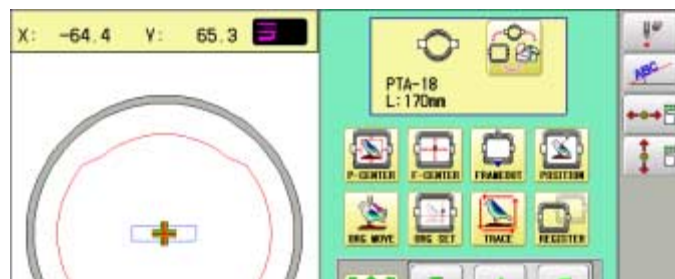 X: -64.4 Y: 65.3
PTA-18
L:170mm
ABC
P-CENTER F-CENTER FRAMEOUT POSITION
ORG MOVE ORG SET TRACE REGISTER